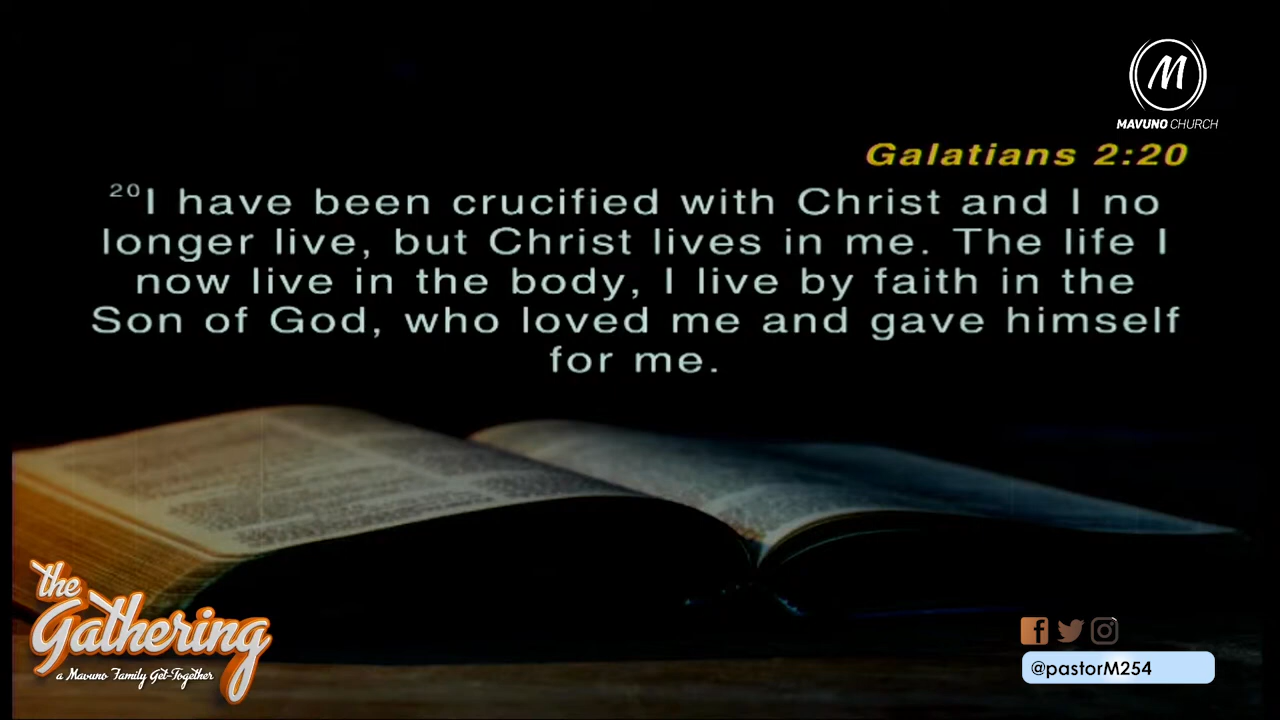 M
MAVUNO CHURCH
Galatians 2:20
20I have been crucified with Christ and I no
longer live, but Christ lives in me. The life I
now live in the body, I live by faith in the
Son of God, who loved me and gave himself
for me.
the
Gathering
a Mavuno Family Get-Together
@pastorM254